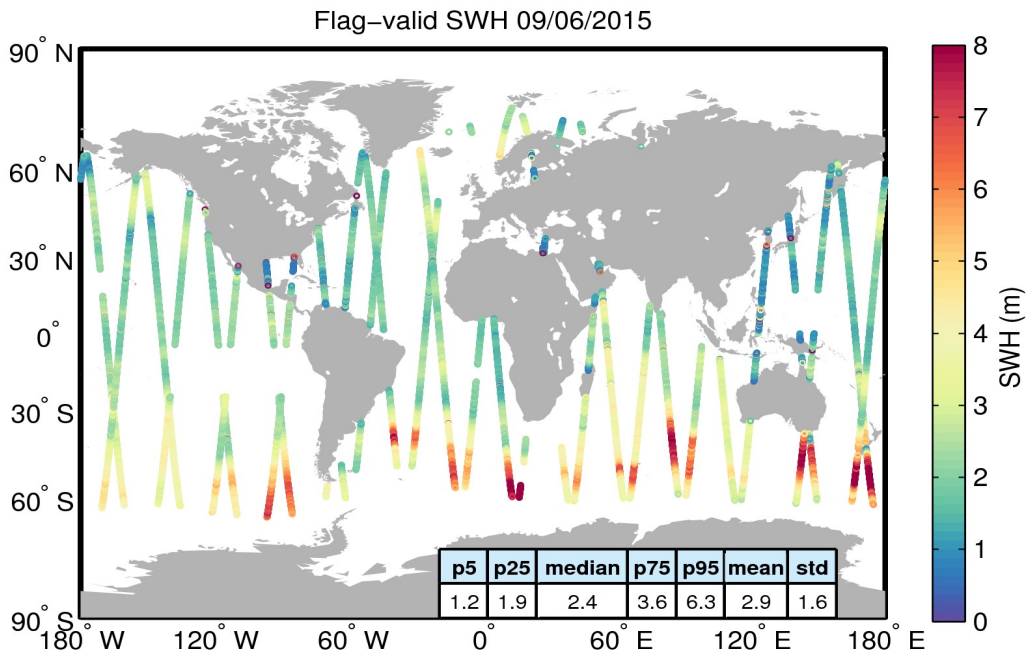 Flag−valid SWH 09/06/2015
90° N
60° N
30° N
0°
30° S
60° S
90° S
180° W
120° W
60° W
0°
60° E
120° E
180° E
p5 p25 median p75 p95 mean std
1.2 1.9 2.4 3.6 6.3 2.9 1.6
8
7
6
5
4
3
2
1
0
SWH (m)